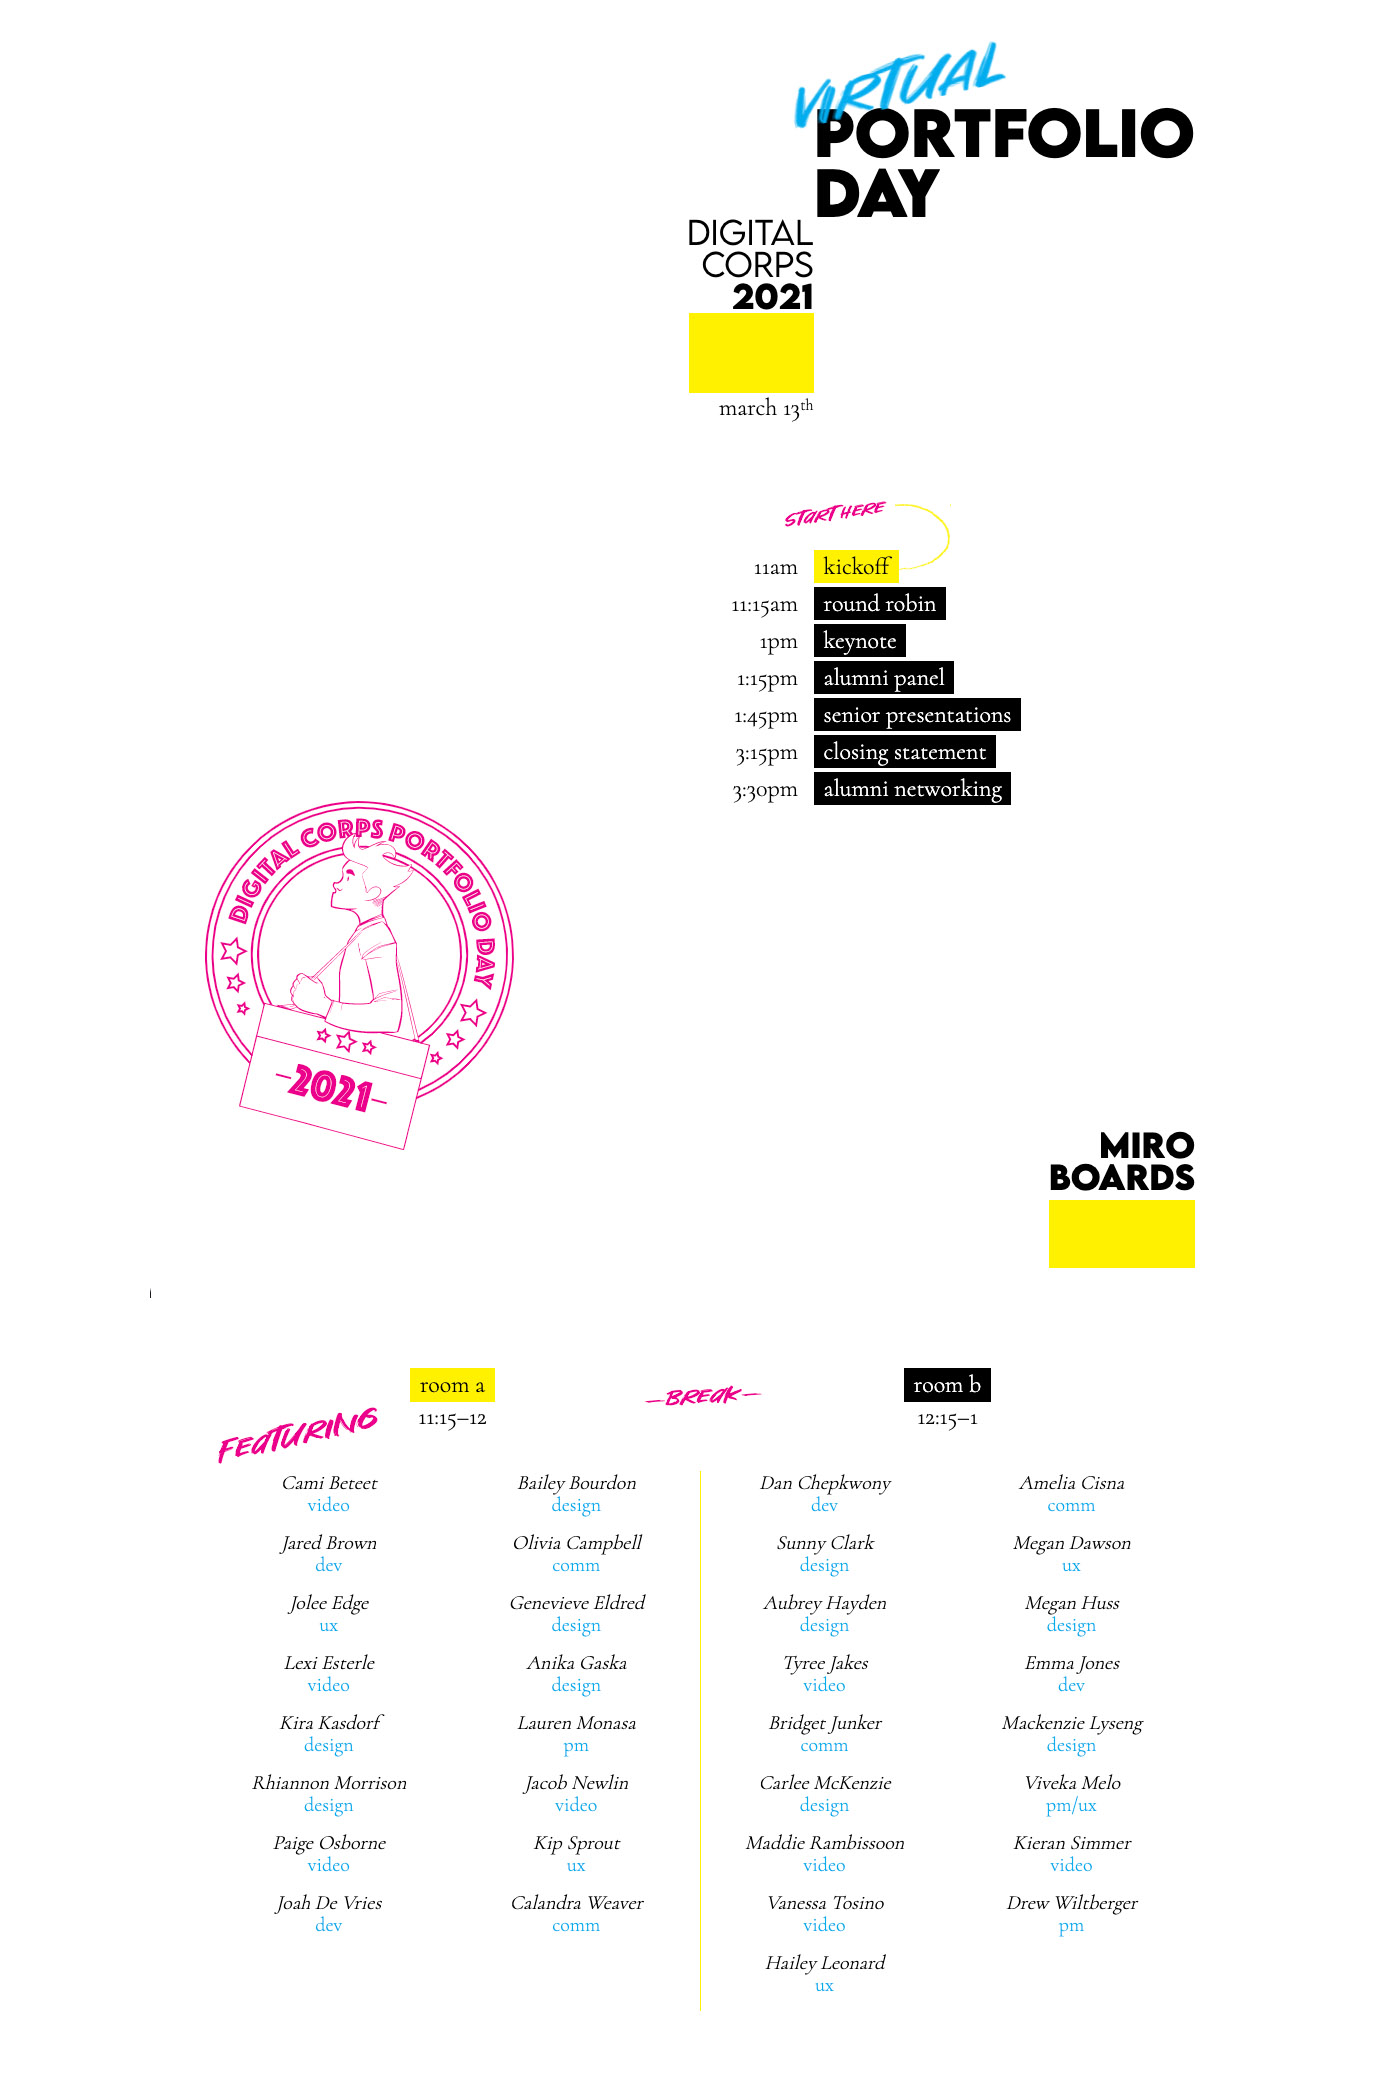 VIRTUAL
PORTFOLIO
DAY
DIGITAL
CORPS
2021
march 13th
START HERE
11am kickoff
11:15am round robin
1pm keynote
1:15pm alumni panel
1:45pm senior presentations
3:15pm closing statement
3:30pm alumni networking
DIGITAL CORPS PORTFOLIO DAY
-2021-
MIRO
BOARDS
room a
11:15–12
—BREAK—
room b
12:15–1
FEATURING
Cami Beteet
video
Jared Brown
dev
Jolee Edge
ux
Lexi Esterle
video
Kira Kasdorf
design
Rhiannon Morrison
design
Paige Osborne
video
Joah De Vries
dev
Bailey Bourdon
design
Olivia Campbell
comm
Genevieve Eldred
design
Anika Gaska
design
Lauren Monasa
pm
Jacob Newlin
video
Kip Sprout
ux
Calandra Weaver
comm
Dan Chepkwony
dev
Sunny Clark
design
Aubrey Hayden
design
Tyree Jakes
video
Bridget Junker
comm
Carlee McKenzie
design
Maddie Rambissoon
video
Vanessa Tosino
video
Hailey Leonard
ux
Amelia Cisna
comm
Megan Dawson
ux
Megan Huss
design
Emma Jones
dev
Mackenzie Lyseng
design
Viveka Melo
pm/ux
Kieran Simmer
video
Drew Wiltberger
pm